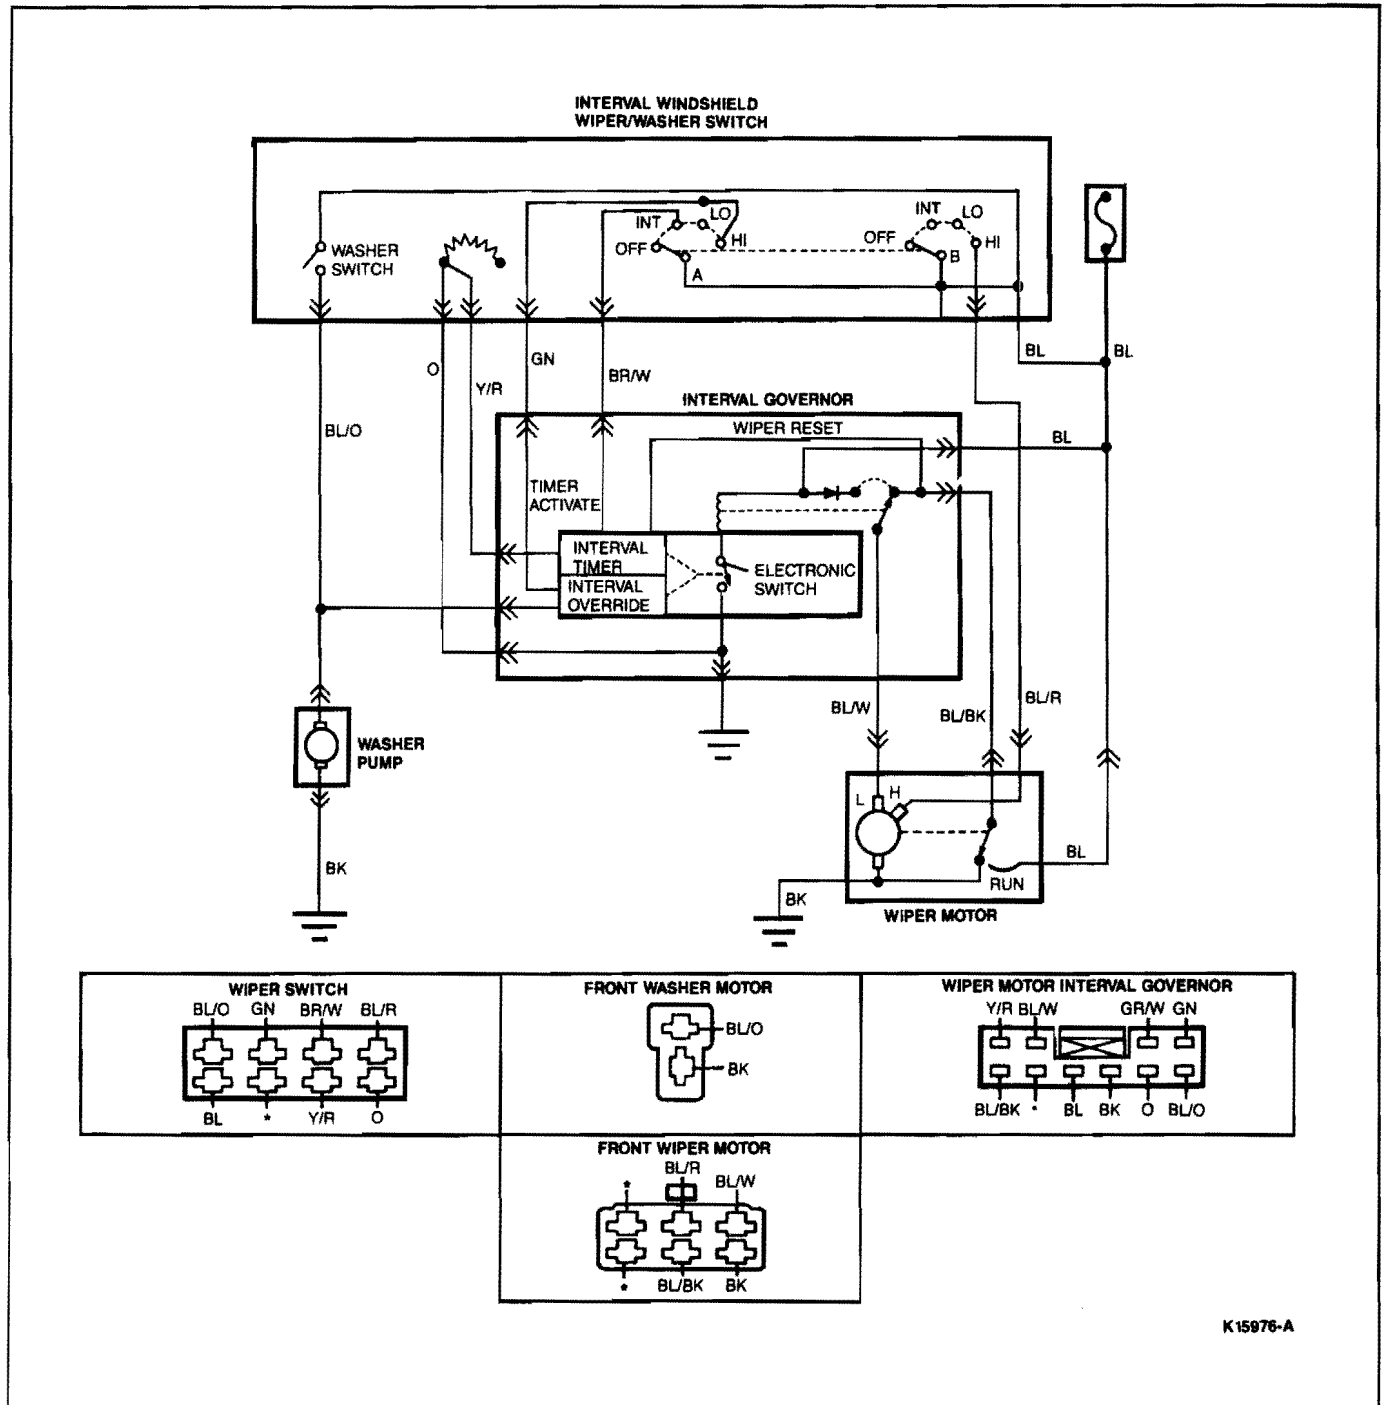 INTERVAL WINDSHIELD
WIPER/WASHER SWITCH
WASHER
SWITCH
INT
LO
OFF
HI
A
INT
LO
OFF
HI
B
BL
BL
O
Y/R
GN
BR/W
BL/O
INTERVAL GOVERNOR
WIPER RESET
BL
TIMER
ACTIVATE
INTERVAL
TIMER
INTERVAL
OVERRIDE
ELECTRONIC
SWITCH
BL/W
BL/BK
BL/R
WASHER
PUMP
L
H
BL
RUN
BK
BK
WIPER MOTOR
WIPER SWITCH
BL/O GN BR/W BL/R
BL * Y/R O
FRONT WASHER MOTOR
BL/O
BK
WIPER MOTOR INTERVAL GOVERNOR
Y/R BL/W GR/W GN
BL/BK * BL BK O BL/O
FRONT WIPER MOTOR
* BL/R BL/W
* BL/BK BK
K15976-A